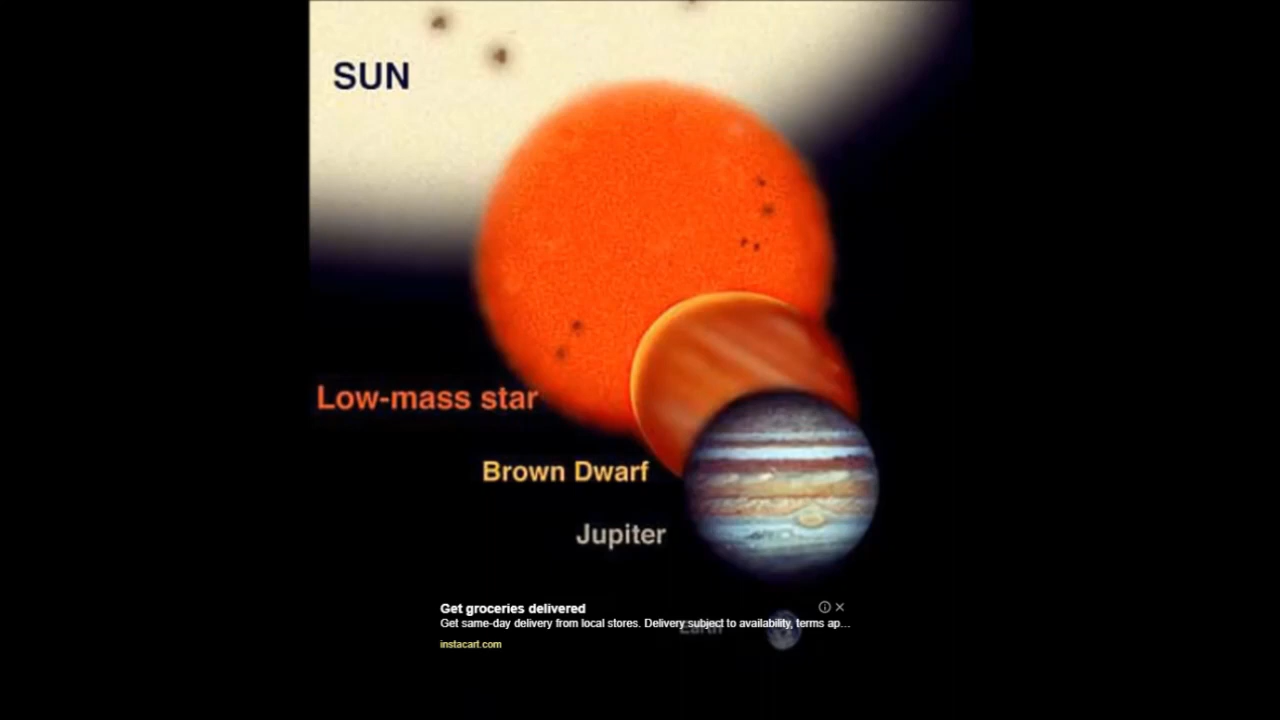 SUN
Low-mass star
Brown Dwarf
Jupiter
Get groceries delivered
Get same-day delivery from local stores. Delivery subject to availability, terms ap...
Earth
instacart.com